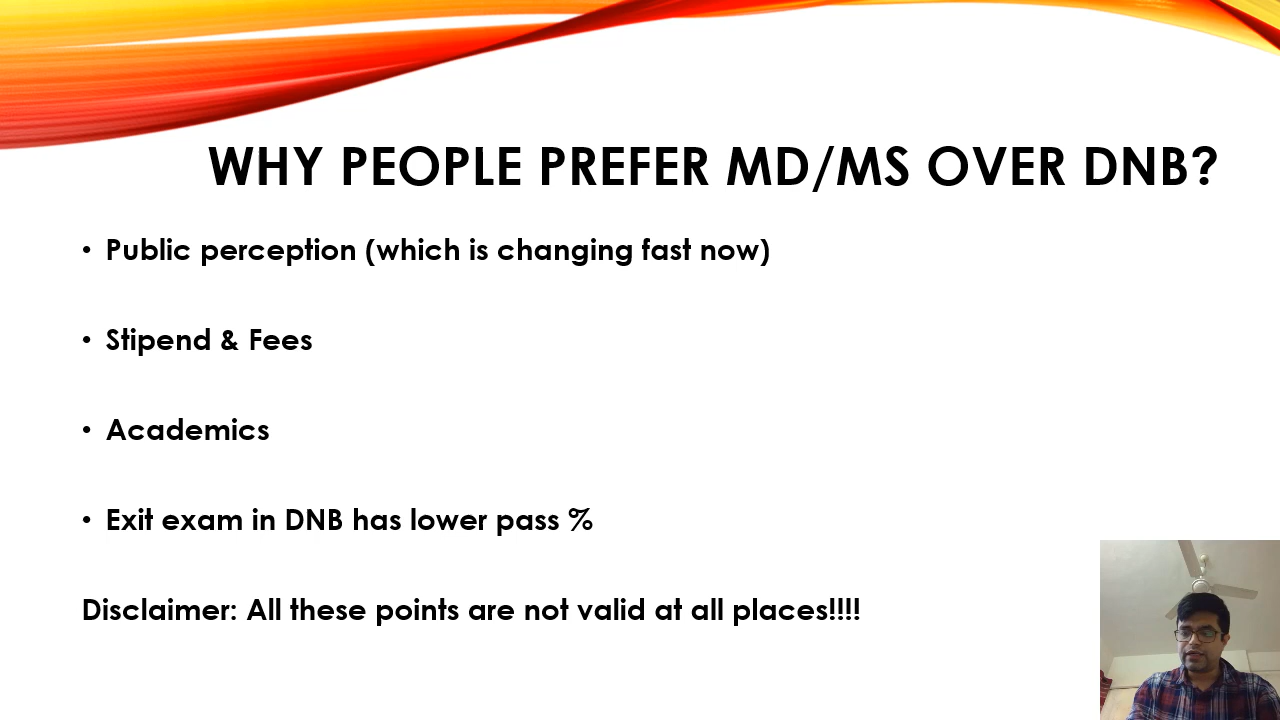 WHY PEOPLE PREFER MD/MS OVER DNB?
• Public perception (which is changing fast now)
• Stipend & Fees
• Academics
• Exit exam in DNB has lower pass %
Disclaimer: All these points are not valid at all places!!!!